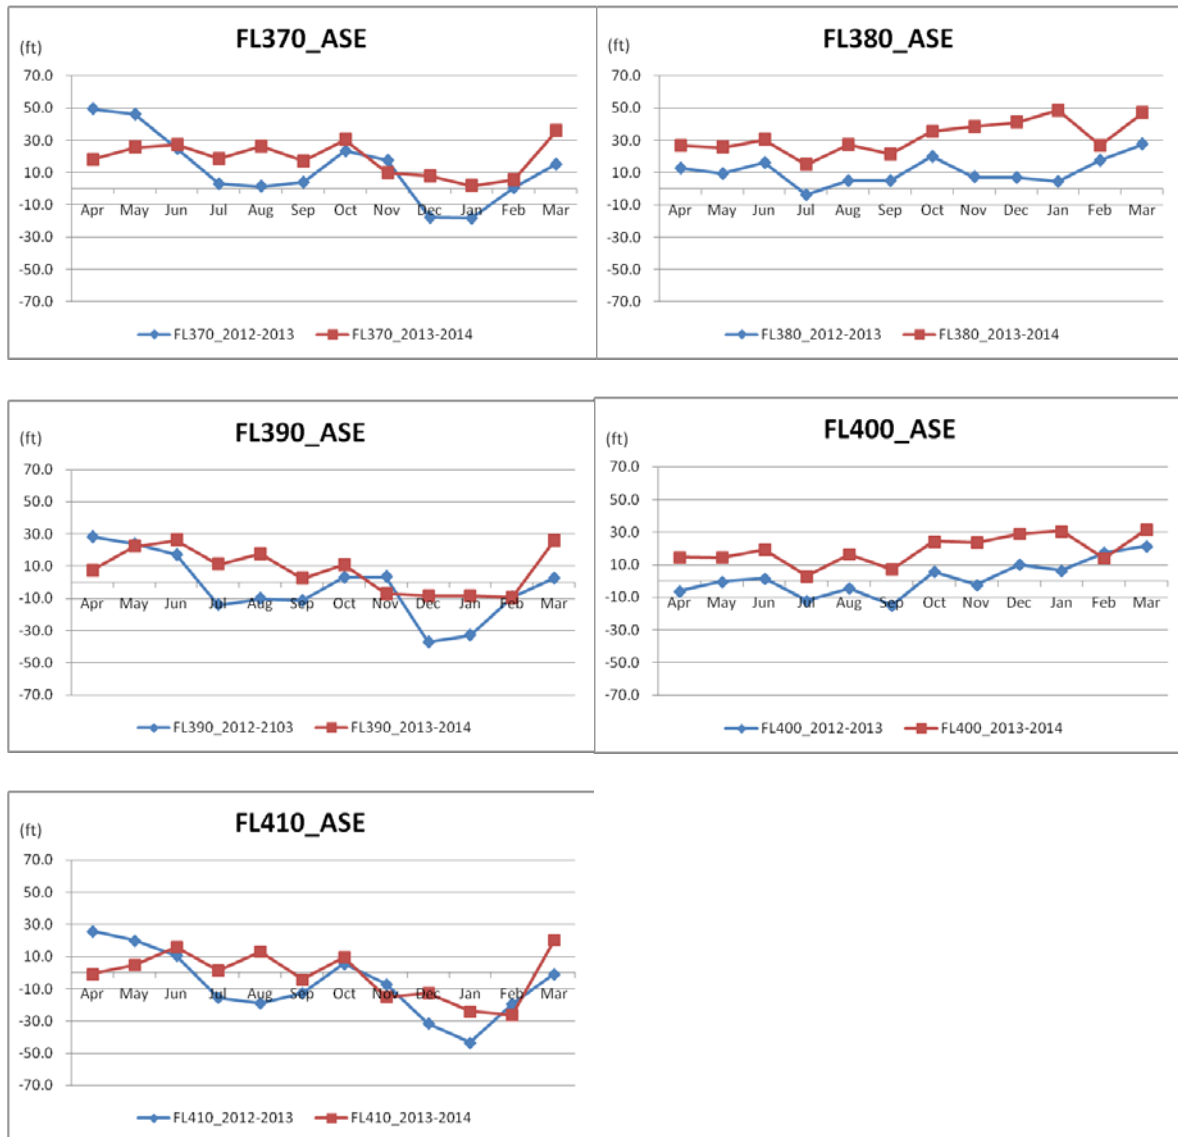 FL370_ASE
(ft)
70.0
50.0
30.0
10.0
-10.0
-30.0
-50.0
-70.0
Apr May Jun Jul Aug Sep Oct Nov Dec Jan Feb Mar
FL370_2012-2013 FL370_2013-2014
FL380_ASE
(ft)
70.0
50.0
30.0
10.0
-10.0
-30.0
-50.0
-70.0
Apr May Jun Jul Aug Sep Oct Nov Dec Jan Feb Mar
FL380_2012-2013 FL380_2013-2014
FL390_ASE
(ft)
70.0
50.0
30.0
10.0
-10.0
-30.0
-50.0
-70.0
Apr May Jun Jul Aug Sep Oct Nov Dec Jan Feb Mar
FL390_2012-2103 FL390_2013-2014
FL400_ASE
(ft)
70.0
50.0
30.0
10.0
-10.0
-30.0
-50.0
-70.0
Apr May Jun Jul Aug Sep Oct Nov Dec Jan Feb Mar
FL400_2012-2013 FL400_2013-2014
FL410_ASE
(ft)
70.0
50.0
30.0
10.0
-10.0
-30.0
-50.0
-70.0
Apr May Jun Jul Aug Sep Oct Nov Dec Jan Feb Mar
FL410_2012-2013 FL410_2013-2014